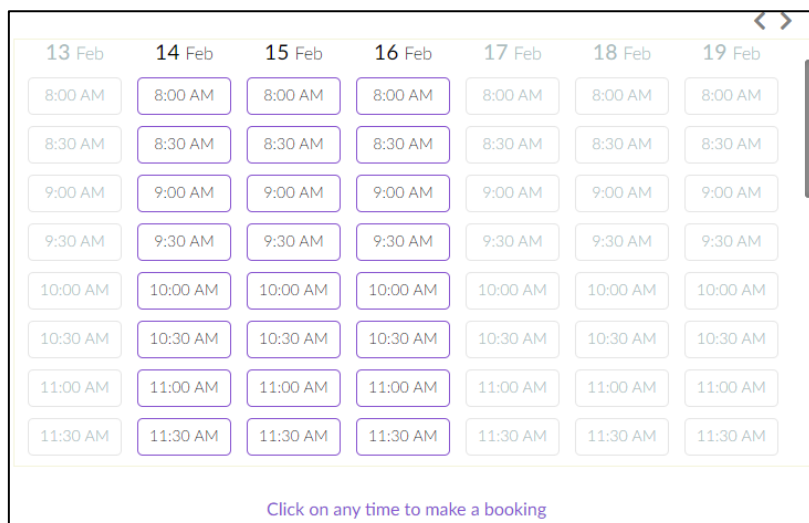 13 Feb 14 Feb 15 Feb 16 Feb 17 Feb 18 Feb 19 Feb
8:00 AM 8:00 AM 8:00 AM 8:00 AM 8:00 AM 8:00 AM 8:00 AM
8:30 AM 8:30 AM 8:30 AM 8:30 AM 8:30 AM 8:30 AM 8:30 AM
9:00 AM 9:00 AM 9:00 AM 9:00 AM 9:00 AM 9:00 AM 9:00 AM
9:30 AM 9:30 AM 9:30 AM 9:30 AM 9:30 AM 9:30 AM 9:30 AM
10:00 AM 10:00 AM 10:00 AM 10:00 AM 10:00 AM 10:00 AM 10:00 AM
10:30 AM 10:30 AM 10:30 AM 10:30 AM 10:30 AM 10:30 AM 10:30 AM
11:00 AM 11:00 AM 11:00 AM 11:00 AM 11:00 AM 11:00 AM 11:00 AM
11:30 AM 11:30 AM 11:30 AM 11:30 AM 11:30 AM 11:30 AM 11:30 AM
Click on any time to make a booking